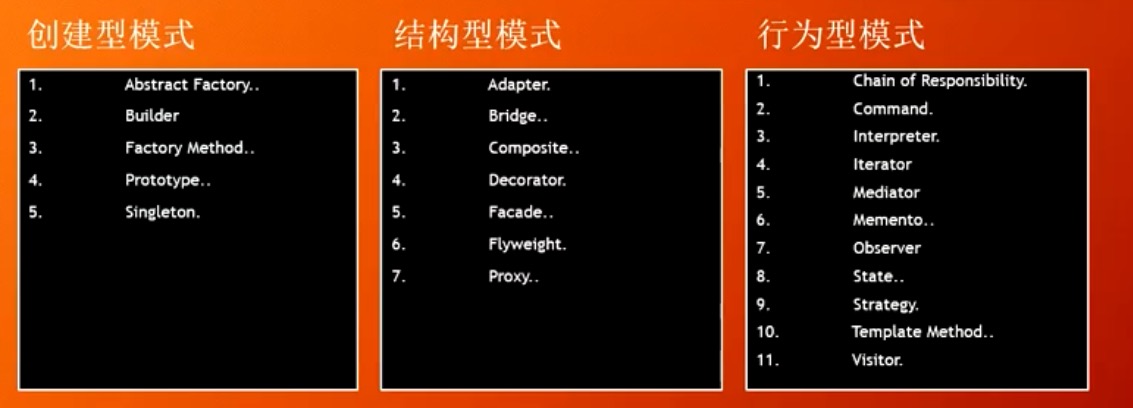 创建型模式
1. Abstract Factory..
2. Builder
3. Factory Method..
4. Prototype..
5. Singleton.
结构型模式
1. Adapter.
2. Bridge..
3. Composite..
4. Decorator.
5. Facade..
6. Flyweight.
7. Proxy..
行为型模式
1. Chain of Responsibility.
2. Command.
3. Interpreter.
4. Iterator
5. Mediator
6. Memento..
7. Observer
8. State..
9. Strategy.
10. Template Method..
11. Visitor.